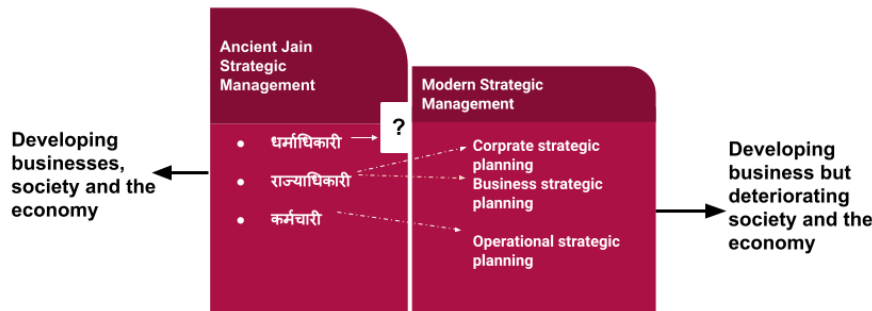 Ancient Jain
Strategic
Management
Modern Strategic
Management
?
Developing
businesses,
society and the
economy
● धर्माधिकारी
● राज्याधिकारी
● कर्मचारी
Corprate strategic
planning
Business strategic
planning
Operational strategic
planning
Developing
business but
deteriorating
society and the
economy